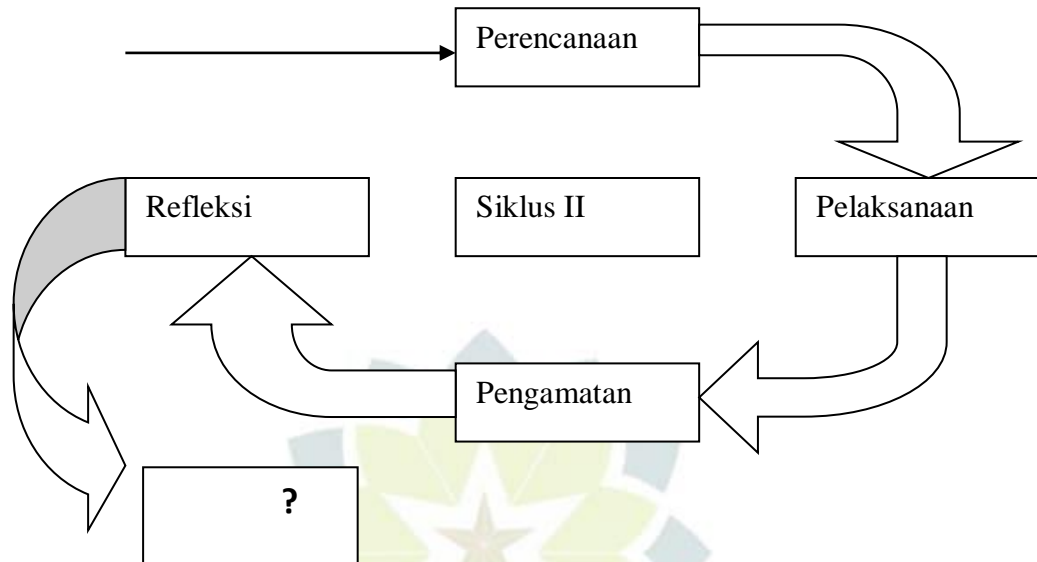 Perencanaan
Refleksi
Siklus II
Pelaksanaan
Pengamatan
?